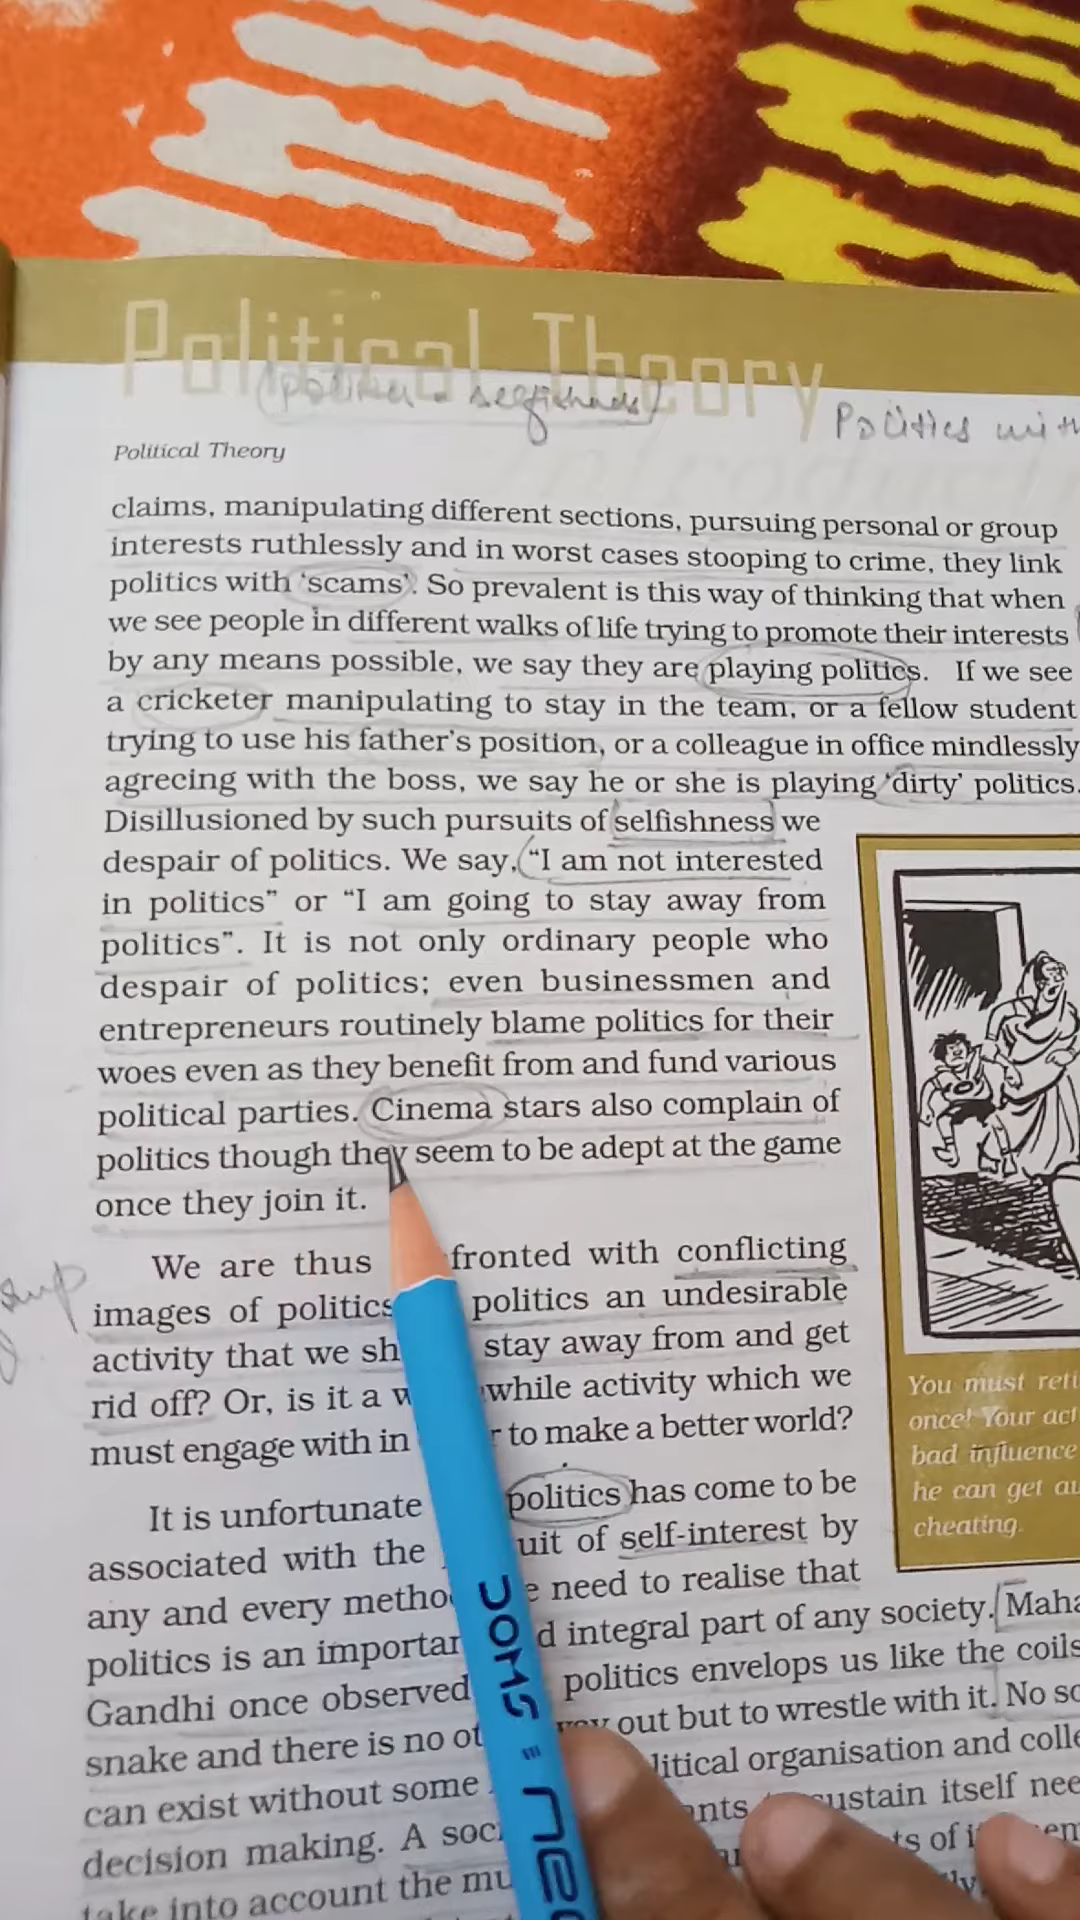 Political Theory
selfishness
Politics with
Political Theory
claims, manipulating different sections, pursuing personal or group
interests ruthlessly and in worst cases stooping to crime, they link
politics with ‘scams’. So prevalent is this way of thinking that when
we see people in different walks of life trying to promote their interests
by any means possible, we say they are playing politics. If we see
a cricketer manipulating to stay in the team, or a fellow student
trying to use his father’s position, or a colleague in office mindlessly
agrecing with the boss, we say he or she is playing ‘dirty’ politics.
Disillusioned by such pursuits of selfishness we
despair of politics. We say, “I am not interested
in politics” or “I am going to stay away from
politics”. It is not only ordinary people who
despair of politics; even businessmen and
entrepreneurs routinely blame politics for their
woes even as they benefit from and fund various
political parties. Cinema stars also complain of
politics though they seem to be adept at the game
once they join it.
We are thus fronted with conflicting
images of politics politics an undesirable
activity that we sh stay away from and get
rid off? Or, is it a w while activity which we
must engage with in r to make a better world?
It is unfortunate politics has come to be
associated with the uit of self-interest by
any and every metho e need to realise that
politics is an importan d integral part of any society. Maha
Gandhi once observed politics envelops us like the coils
snake and there is no ot way out but to wrestle with it. No so
can exist without some litical organisation and colle
decision making. A soc ants sustain itself nee
take into account the mu
You must reti
once! Your act
bad influence
he can get au
cheating.
DOMS
neo